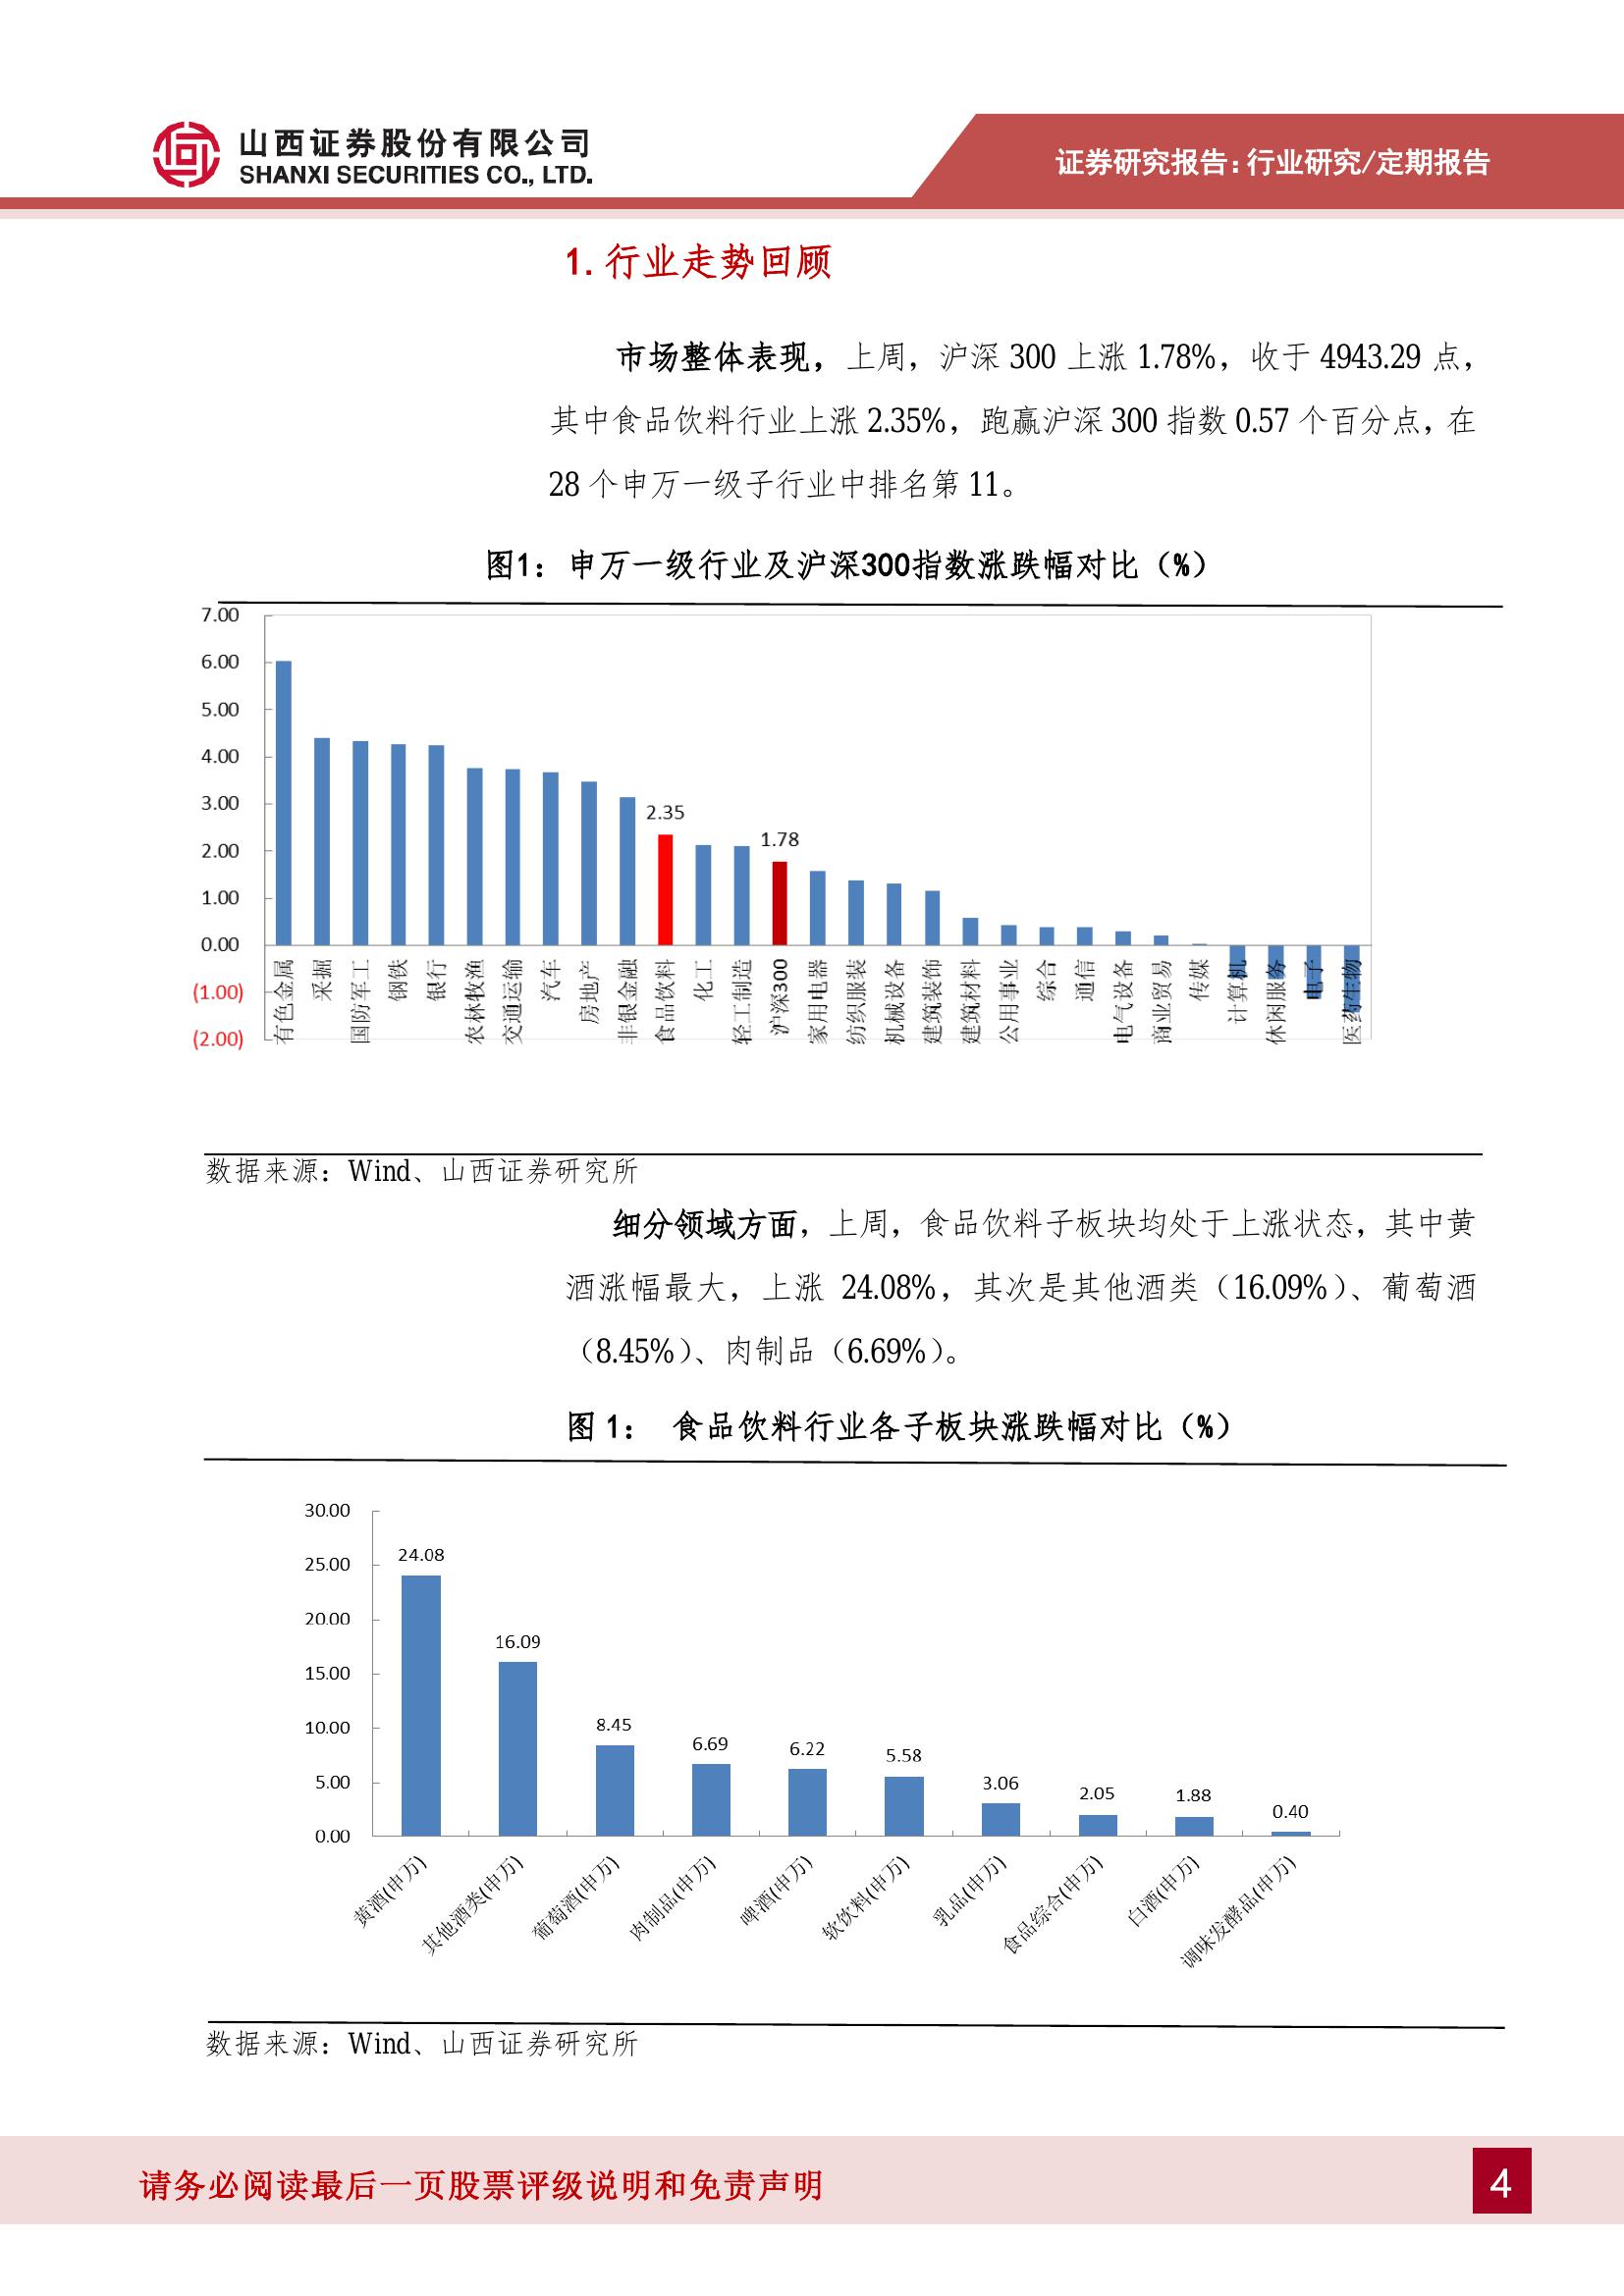 山西证券股份有限公司
SHANXI SECURITIES CO., LTD.
证券研究报告:行业研究/定期报告
1.行业走势回顾
市场整体表现，上周，沪深 300 上涨 1.78%，收于 4943.29 点，
其中食品饮料行业上涨 2.35%，跑赢沪深 300 指数 0.57 个百分点，在
28 个申万一级子行业中排名第 11。
图1：申万一级行业及沪深300指数涨跌幅对比（%）
7.00
6.00
5.00
4.00
3.00
2.00
1.00
0.00
(1.00)
(2.00)
2.35
1.78
有色金属
采掘
国防军工
钢铁
银行
农林牧渔
交通运输
汽车
房地产
非银金融
食品饮料
化工
轻工制造
沪深300
家用电器
纺织服装
机械设备
建筑装饰
建筑材料
公用事业
综合
通信
电气设备
商业贸易
传媒
计算机
休闲服务
电子
医药生物
数据来源：Wind、山西证券研究所
细分领域方面，上周，食品饮料子板块均处于上涨状态，其中黄
酒涨幅最大，上涨 24.08%，其次是其他酒类（16.09%）、葡萄酒
（8.45%）、肉制品（6.69%）。
图 1： 食品饮料行业各子板块涨跌幅对比（%）
30.00
25.00
20.00
15.00
10.00
5.00
0.00
24.08
16.09
8.45
6.69
6.22
5.58
3.06
2.05
1.88
0.40
黄酒(申万)
其他酒类(申万)
葡萄酒(申万)
肉制品(申万)
啤酒(申万)
软饮料(申万)
乳品(申万)
食品综合(申万)
白酒(申万)
调味发酵品(申万)
数据来源：Wind、山西证券研究所
请务必阅读最后一页股票评级说明和免责声明
4